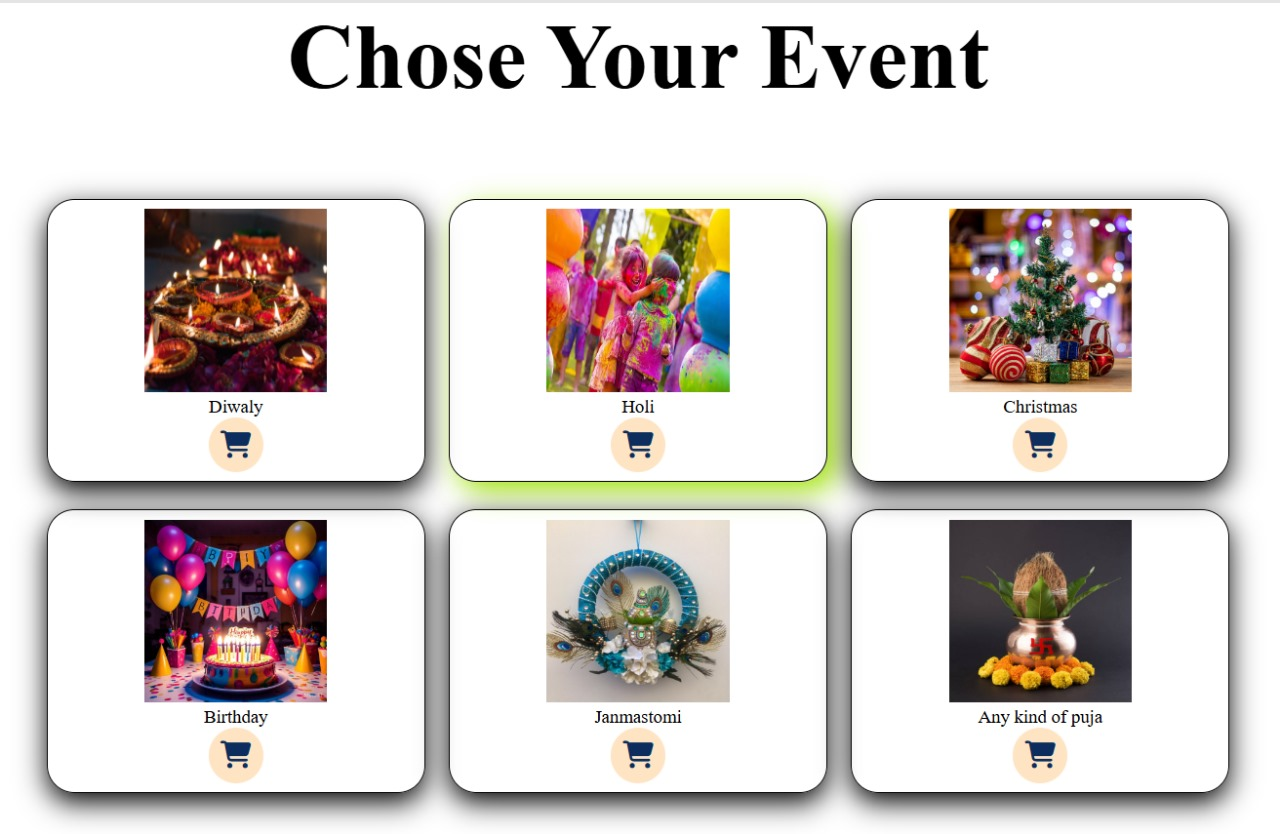 Chose Your Event
Diwaly
Holi
Christmas
Birthday
Janmastomi
Any kind of puja